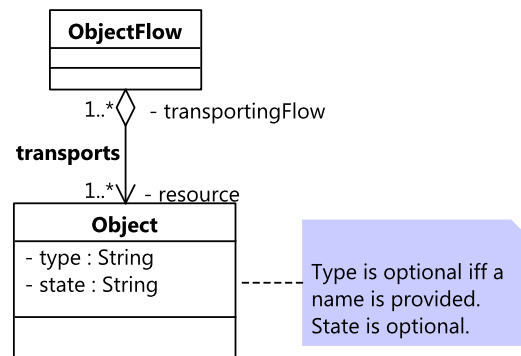 ObjectFlow
1..*
- transportingFlow
transports
1..*
- resource
Object
- type : String
- state : String
Type is optional iff a
name is provided.
State is optional.